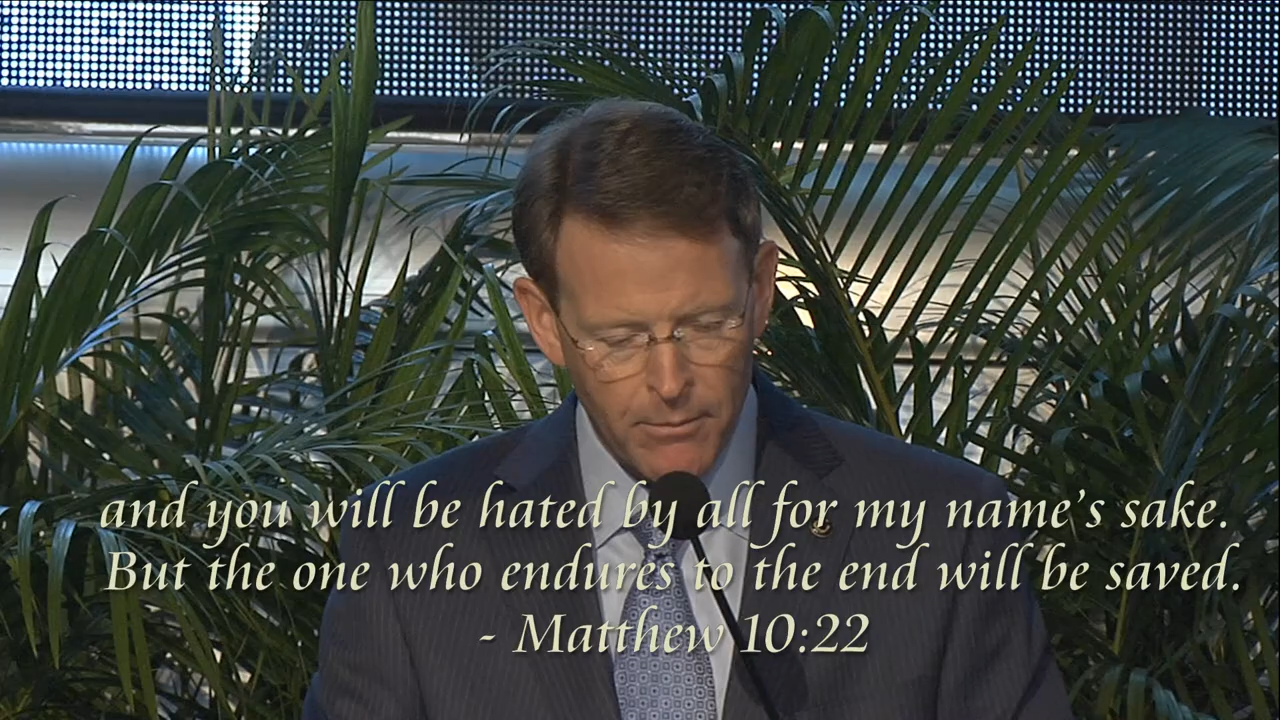 and you will be hated by all for my name's sake.
But the one who endures to the end will be saved.
- Matthew 10:22